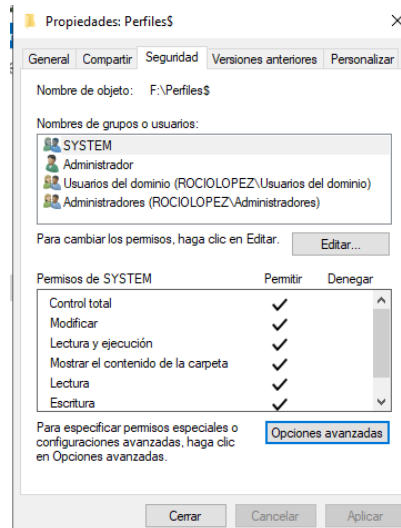 Propiedades: Perfiles$
General Compartir Seguridad Versiones anteriores Personalizar
Nombre de objeto: F:\Perfiles$
Nombres de grupos o usuarios:
SYSTEM
Administrador
Usuarios del dominio (ROCIOLOPEZ\Usuarios del dominio)
Administradores (ROCIOLOPEZ\Administradores)
Para cambiar los permisos, haga clic en Editar. Editar...
Permisos de SYSTEM Permitir Denegar
Control total
Modificar
Lectura y ejecución
Mostrar el contenido de la carpeta
Lectura
Escritura
Para especificar permisos especiales o
configuraciones avanzadas, haga clic
en Opciones avanzadas.
Opciones avanzadas
Cerrar Cancelar Aplicar